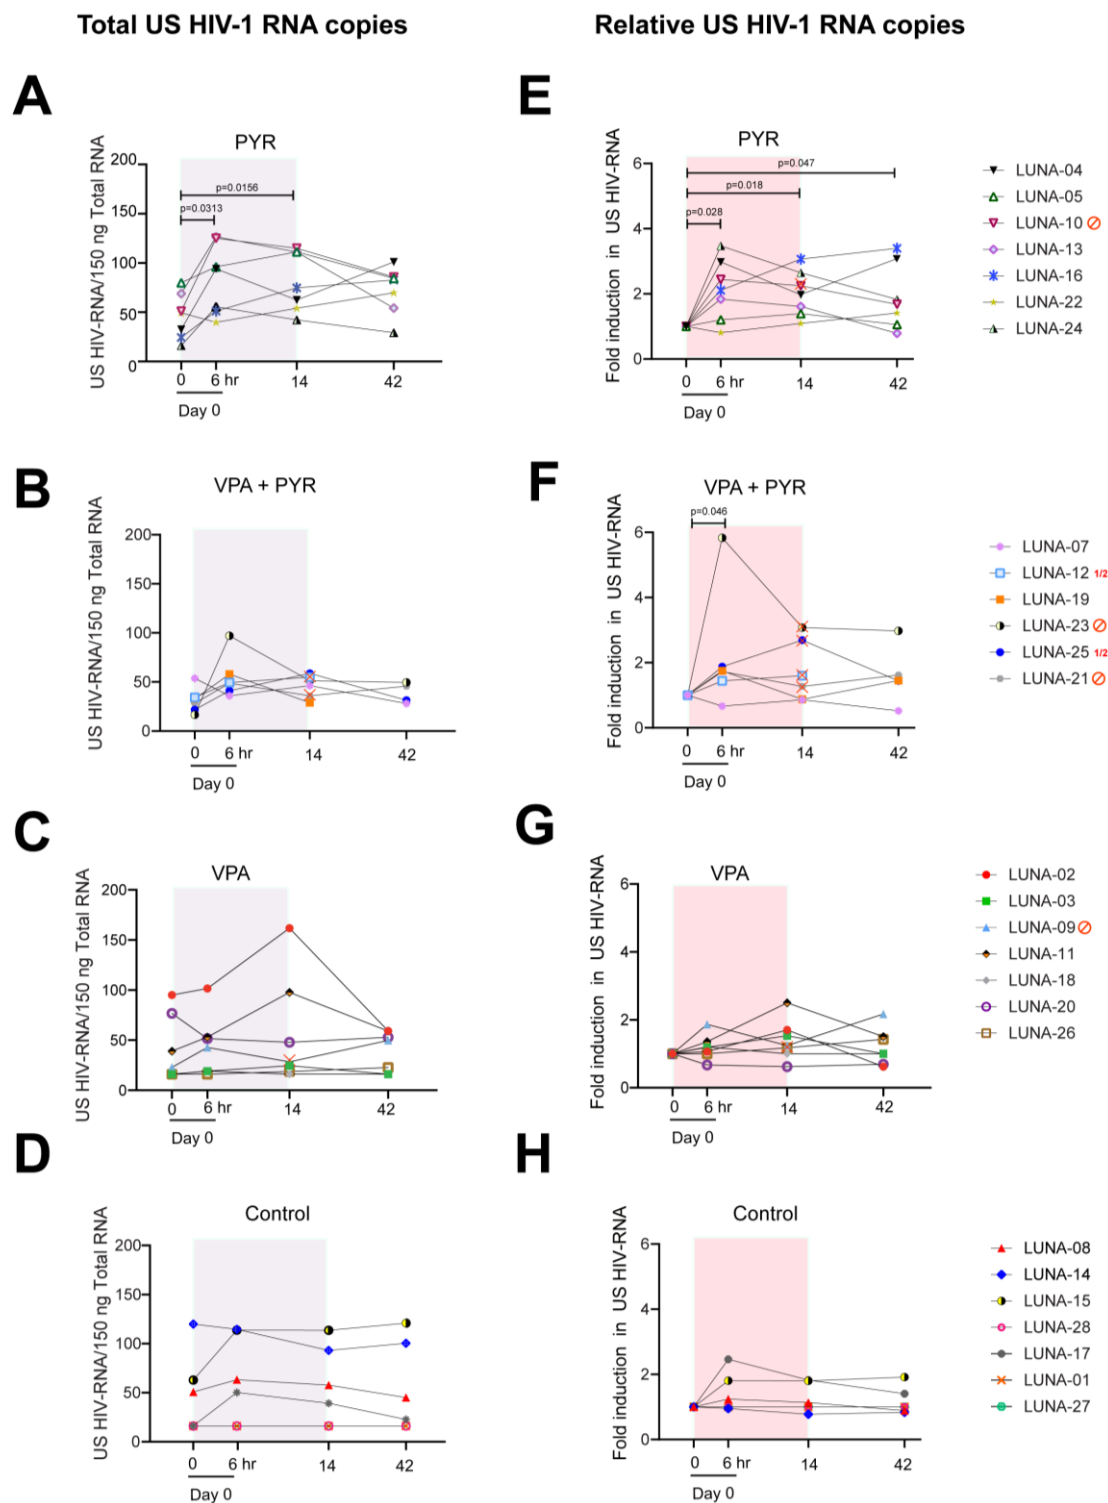 Total US HIV-1 RNA copies
Relative US HIV-1 RNA copies
A
PYR
US HIV-RNA/150 ng Total RNA
200
150
100
50
0
p=0.0156
p=0.0313
0
6 hr
14
42
Day 0
E
PYR
Fold induction in US HIV-RNA
6
4
2
0
p=0.047
p=0.018
p=0.028
0
6 hr
14
42
Day 0
LUNA-04
LUNA-05
LUNA-10
LUNA-13
LUNA-16
LUNA-22
LUNA-24
B
VPA + PYR
US HIV-RNA/150 ng Total RNA
200
150
100
50
0
0
6 hr
14
42
Day 0
F
VPA + PYR
Fold induction in US HIV-RNA
6
4
2
0
p=0.046
0
6 hr
14
42
Day 0
LUNA-07
LUNA-12 1/2
LUNA-19
LUNA-23
LUNA-25 1/2
LUNA-21
C
VPA
US HIV-RNA/150 ng Total RNA
200
150
100
50
0
0
6 hr
14
42
Day 0
G
VPA
Fold induction in US HIV-RNA
6
4
2
0
0
6 hr
14
42
Day 0
LUNA-02
LUNA-03
LUNA-09
LUNA-11
LUNA-18
LUNA-20
LUNA-26
D
Control
US HIV-RNA/150 ng Total RNA
200
150
100
50
0
0
6 hr
14
42
Day 0
H
Control
Fold induction in US HIV-RNA
6
4
2
0
0
6 hr
14
42
Day 0
LUNA-08
LUNA-14
LUNA-15
LUNA-28
LUNA-17
LUNA-01
LUNA-27